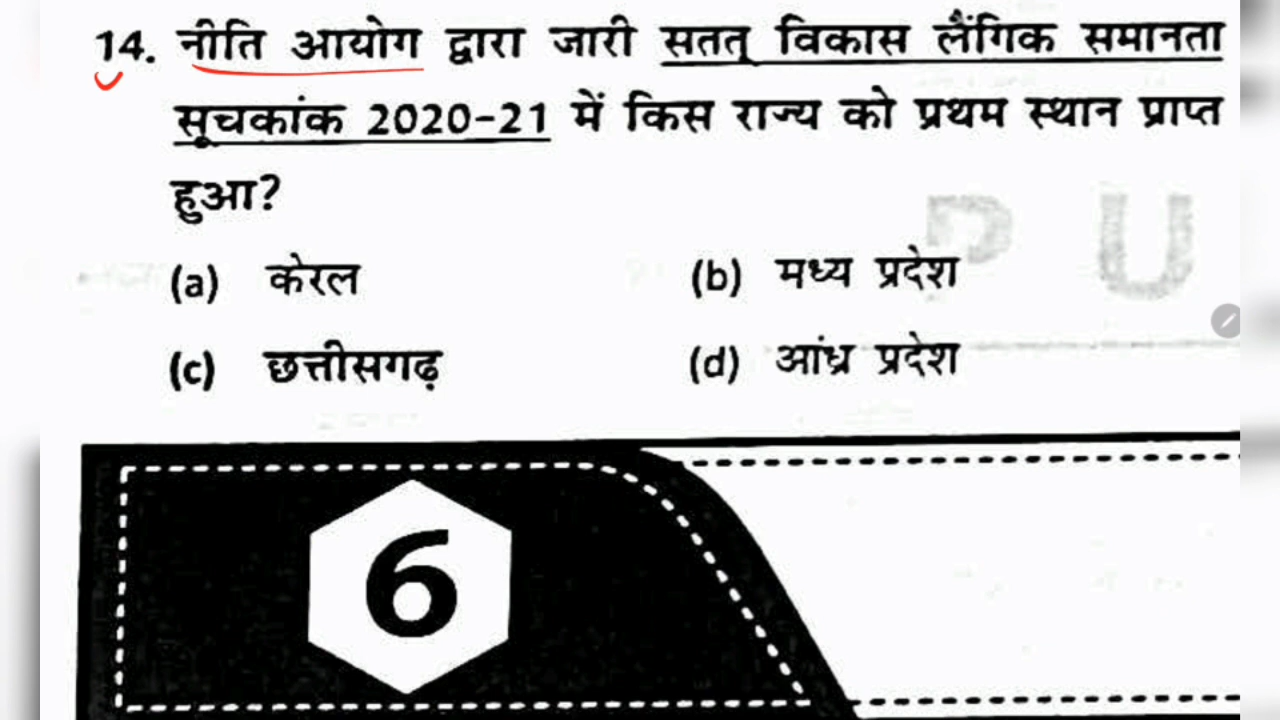 14. नीति आयोग द्वारा जारी सतत् विकास लैंगिक समानता
सूचकांक 2020-21 में किस राज्य को प्रथम स्थान प्राप्त
हुआ?
(a) केरल (b) मध्य प्रदेश
(c) छत्तीसगढ़ (d) आंध्र प्रदेश
6